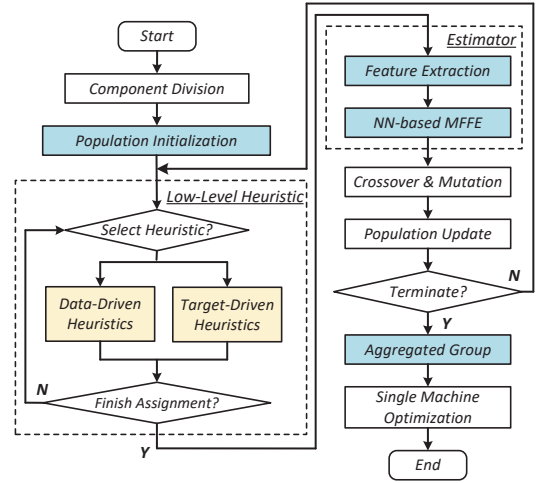 Start
Component Division
Population Initialization
Low-Level Heuristic
Select Heuristic?
Data-Driven
Heuristics
Target-Driven
Heuristics
N
Finish Assignment?
Y
Estimator
Feature Extraction
NN-based MFFE
Crossover & Mutation
Population Update
N
Terminate?
Y
Aggregated Group
Single Machine
Optimization
End